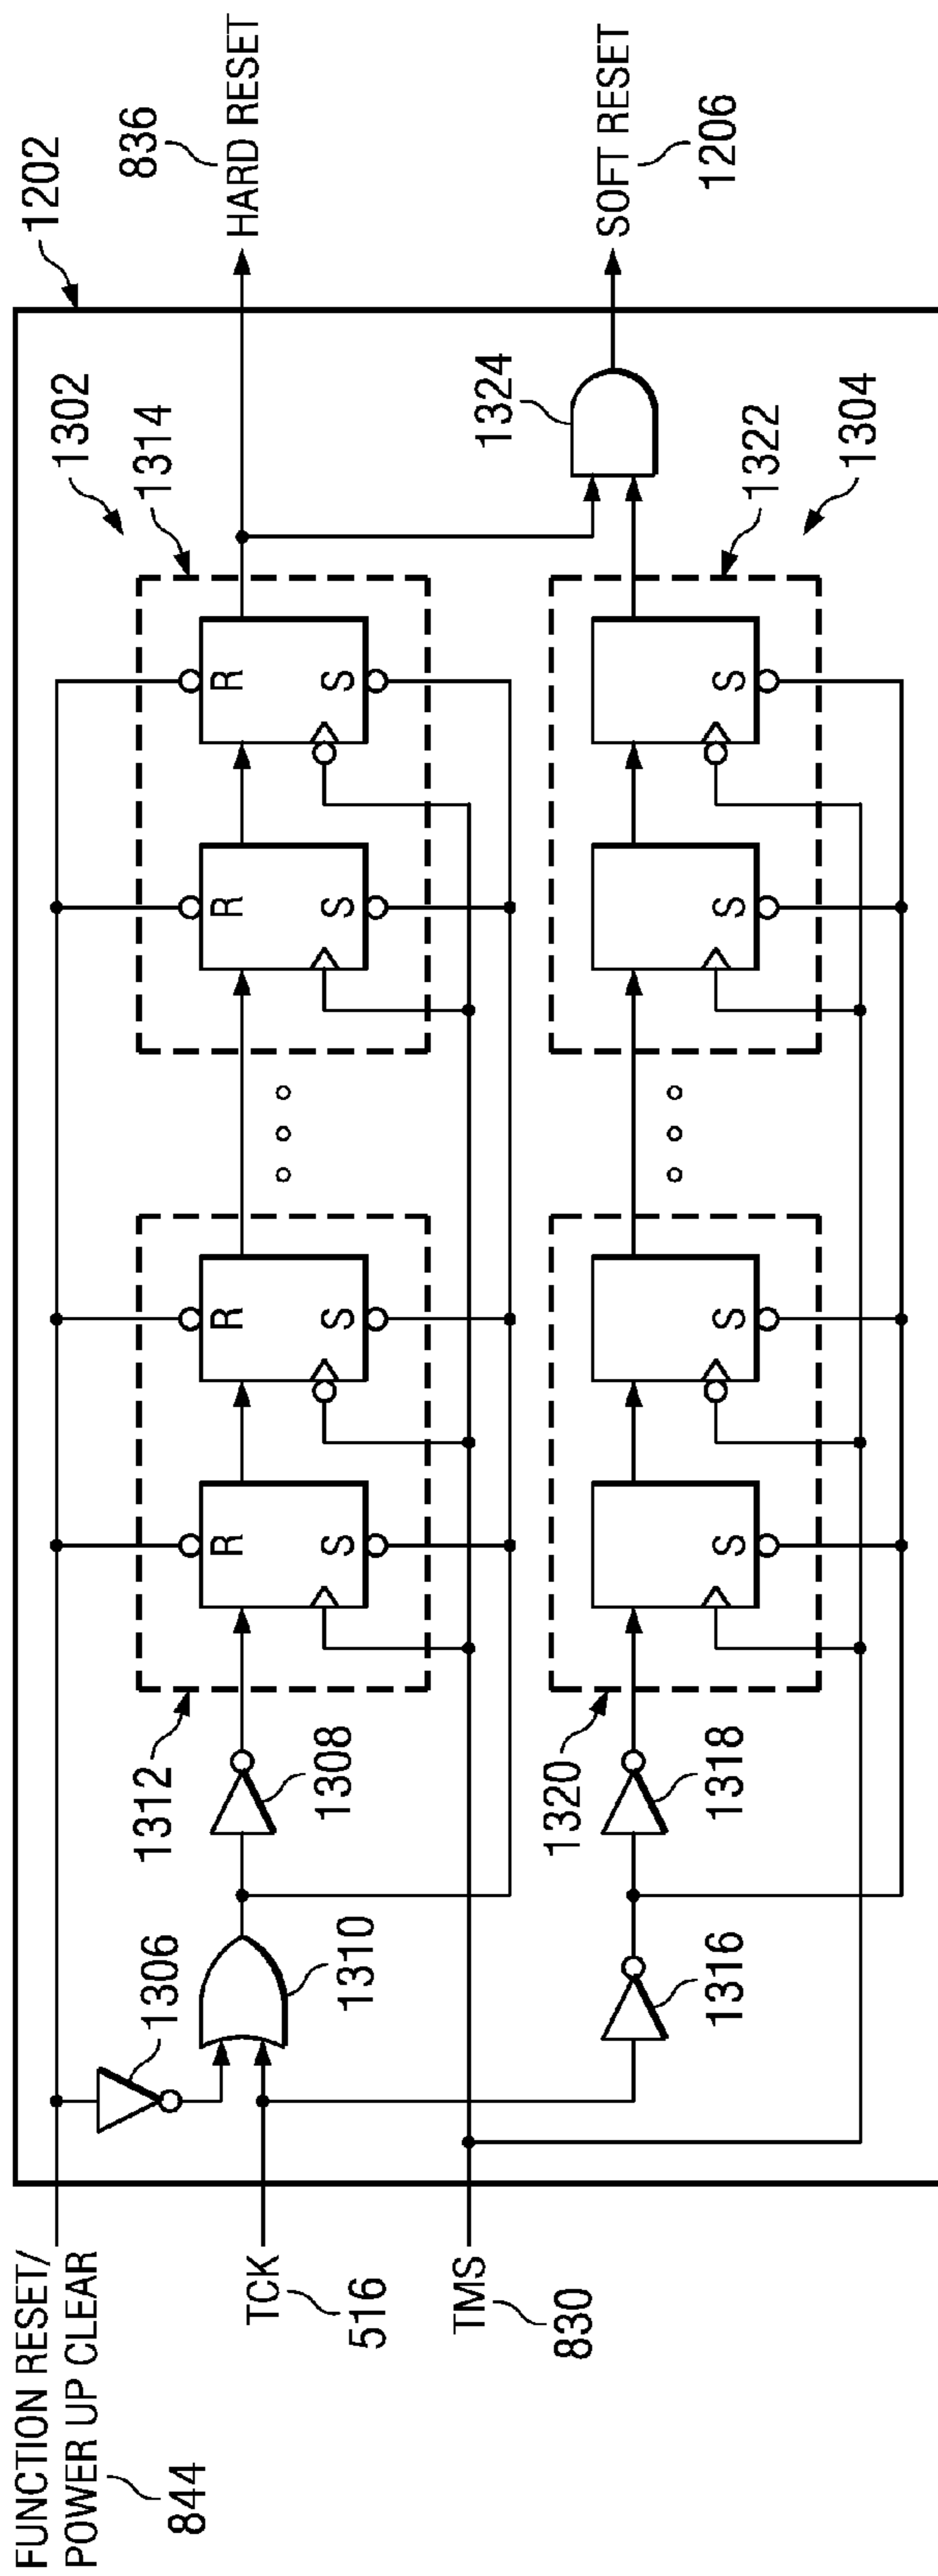 FUNCTION RESET/
POWER UP CLEAR
844
TCK
516
TMS
830
1202
1302
1314
836
HARD RESET
1306
1310
1308
1312
R
S
R
S
R
S
R
S
1316
1318
1320
S
S
S
S
1322
1304
1324
SOFT RESET
1206